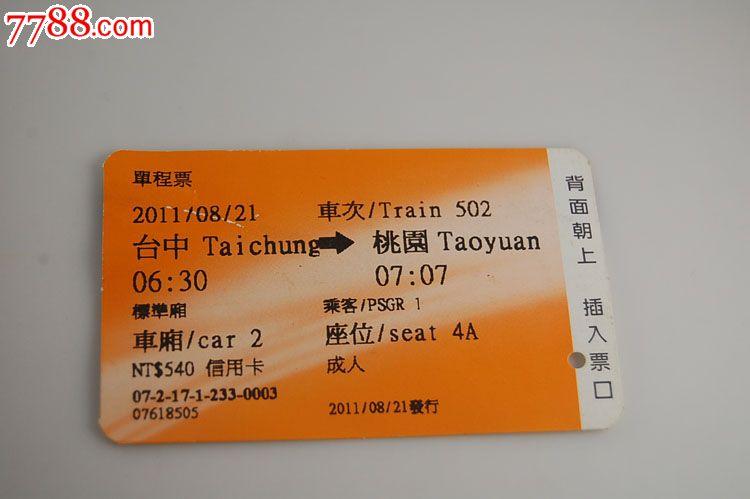 7788.com
單程票
2011/08/21 車次/Train 502
台中 Taichung ➡ 桃園 Taoyuan
06:30 07:07
標準廂 乘客/PSGR 1
車廂/car 2 座位/seat 4A
NT$540 信用卡 成人
07-2-17-1-233-0003
07618505 2011/08/21發行
背面朝上 插入票口